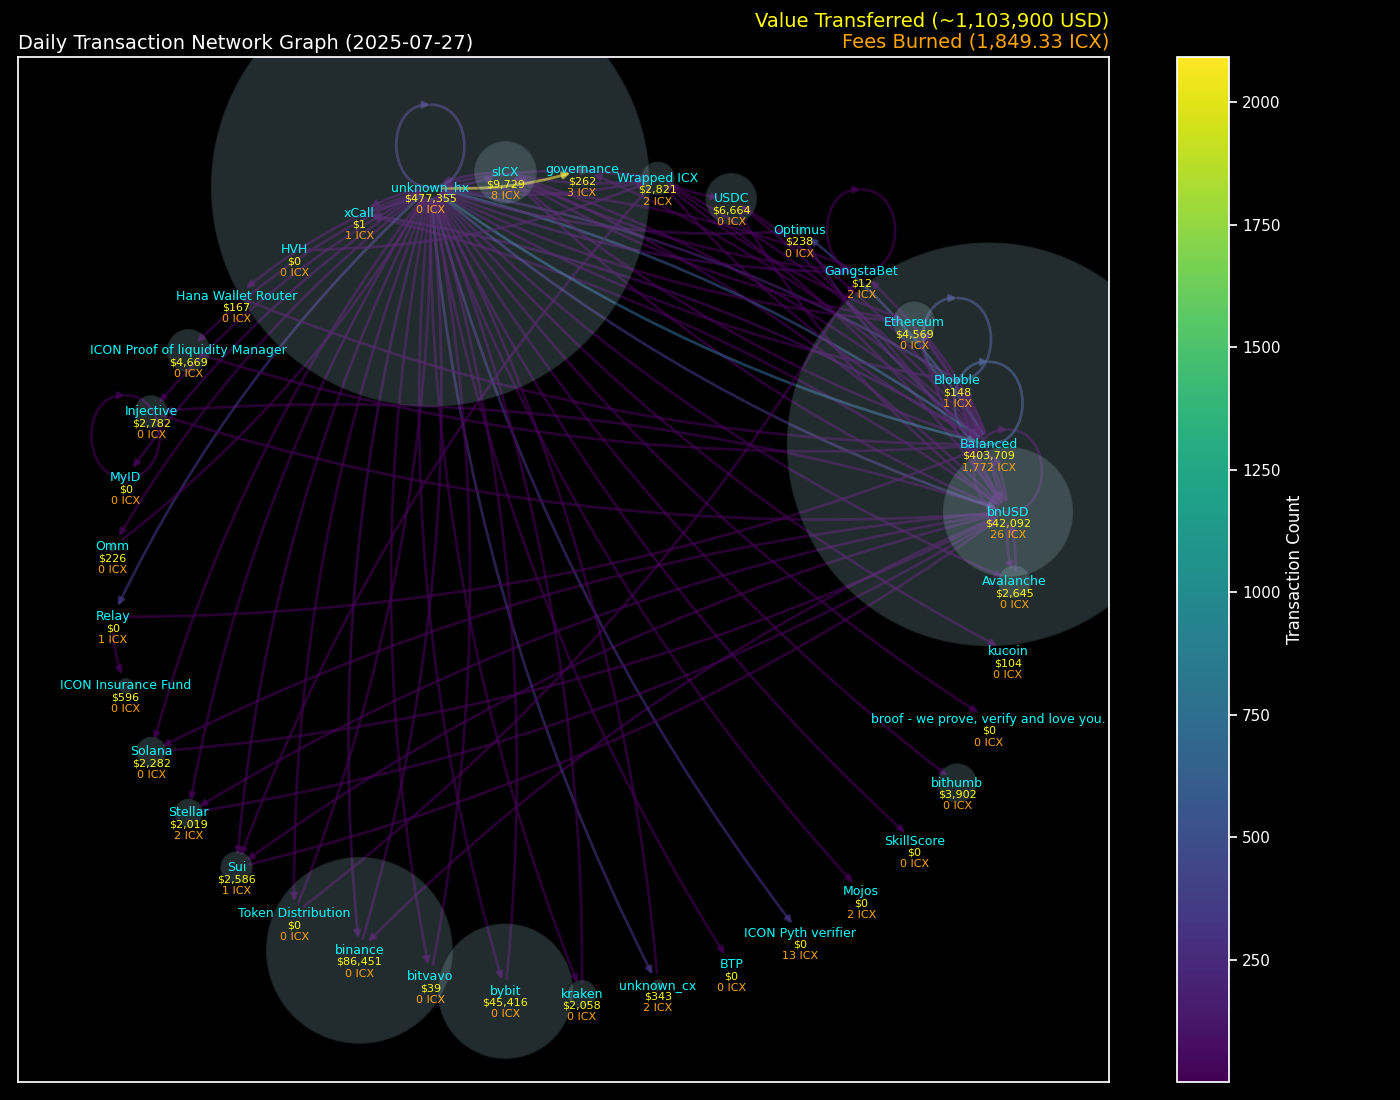 Value Transferred (~1,103,900 USD)
Daily Transaction Network Graph (2025-07-27)
Fees Burned (1,849.33 ICX)
unknown_hx
$477,355
0 ICX
sICX
$9,729
8 ICX
governance
$262
3 ICX
Wrapped ICX
$2,821
2 ICX
USDC
$6,664
0 ICX
Optimus
$238
0 ICX
GangstaBet
$12
2 ICX
Ethereum
$4,569
0 ICX
Blobble
$148
1 ICX
Balanced
$403,709
1,772 ICX
bnUSD
$42,092
26 ICX
Avalanche
$2,645
0 ICX
kucoin
$104
0 ICX
broof - we prove, verify and love you.
$0
0 ICX
bithumb
$3,902
0 ICX
SkillScore
$0
0 ICX
Mojos
$0
2 ICX
ICON Pyth verifier
$0
13 ICX
BTP
$0
0 ICX
unknown_cx
$343
2 ICX
kraken
$2,058
0 ICX
bybit
$45,416
0 ICX
bitvavo
$39
0 ICX
binance
$86,451
0 ICX
Token Distribution
$0
0 ICX
Sui
$2,586
1 ICX
Stellar
$2,019
2 ICX
Solana
$2,282
0 ICX
ICON Insurance Fund
$596
0 ICX
Relay
$0
1 ICX
Omm
$226
0 ICX
MyID
$0
0 ICX
Injective
$2,782
0 ICX
ICON Proof of liquidity Manager
$4,669
0 ICX
Hana Wallet Router
$167
0 ICX
HVH
$0
0 ICX
xCall
$1
1 ICX
2000
1750
1500
1250
1000
750
500
250
Transaction Count